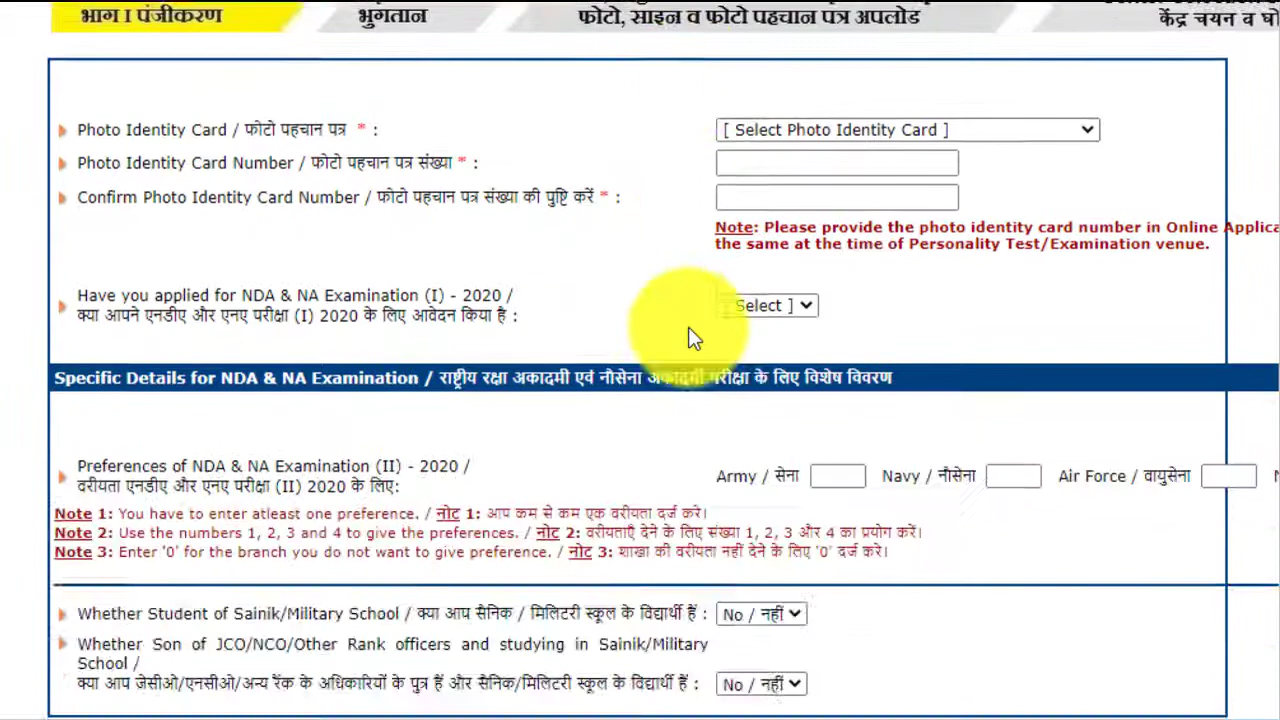 भाग I पंजीकरण
भुगतान
फोटो, साइन व फोटो पहचान पत्र अपलोड
केंद्र चयन व
Photo Identity Card / फोटो पहचान पत्र * :
[ Select Photo Identity Card ]
Photo Identity Card Number / फोटो पहचान पत्र संख्या * :
Confirm Photo Identity Card Number / फोटो पहचान पत्र संख्या की पुष्टि करें * :
Note: Please provide the photo identity card number in Online
the same at the time of Personality Test/Examination venue.
Have you applied for NDA & NA Examination (I) - 2020 /
क्या आपने एनडीए और एनए परीक्षा (I) 2020 के लिए आवेदन किया है :
[ Select ]
Specific Details for NDA & NA Examination / राष्ट्रीय रक्षा अकादमी एवं नौसेना अकादमी परीक्षा के लिए विशेष विवरण
Preferences of NDA & NA Examination (II) - 2020 /
वरीयता एनडीए और एनए परीक्षा (II) 2020 के लिए:
Army / सेना
Navy / नौसेना
Air Force / वायुसेना
Note 1: You have to enter atleast one preference. / नोट 1: आप कम से कम एक वरीयता दर्ज करे।
Note 2: Use the numbers 1, 2, 3 and 4 to give the preferences. / नोट 2: वरीयताएँ देने के लिए संख्या 1, 2, 3 और 4 का प्रयोग करें।
Note 3: Enter '0' for the branch you do not want to give preference. / नोट 3: शाखा की वरीयता नहीं देने के लिए '0' दर्ज करे।
Whether Student of Sainik/Military School / क्या आप सैनिक / मिलिटरी स्कूल के विद्यार्थी हैं :
No / नहीं
Whether Son of JCO/NCO/Other Rank officers and studying in Sainik/Military
School /
क्या आप जेसीओ/एनसीओ/अन्य रैंक के अधिकारियों के पुत्र हैं और सैनिक/मिलिटरी स्कूल के विद्यार्थी हैं :
No / नहीं